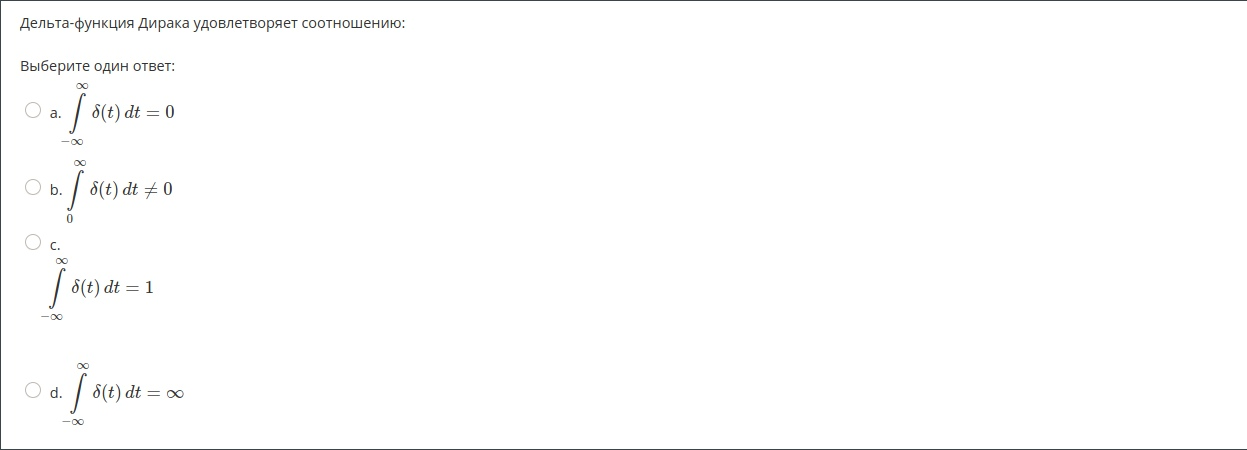 Дельта-функция Дирака удовлетворяет соотношению:
Выберите один ответ:
a. ∫_{−∞}^{∞} δ(t) dt = 0
b. ∫_{0}^{∞} δ(t) dt ≠ 0
c.
∫_{−∞}^{∞} δ(t) dt = 1
d. ∫_{−∞}^{∞} δ(t) dt = ∞